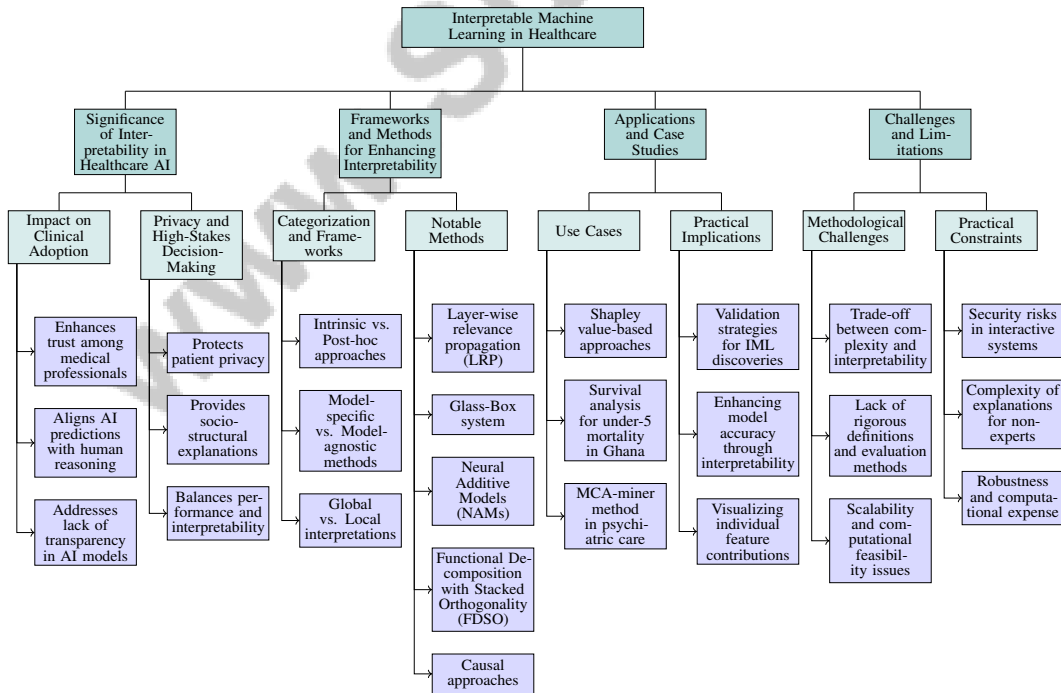 Interpretable Machine
Learning in Healthcare
Significance
of Inter-
pretability in
Healthcare AI
Frameworks
and Methods
for Enhancing
Interpretability
Applications
and Case
Studies
Challenges
and Lim-
itations
Impact on
Clinical
Adoption
Privacy and
High-Stakes
Decision-
Making
Categorization
and Frame-
works
Notable
Methods
Use Cases
Practical
Implications
Methodological
Challenges
Practical
Constraints
Enhances
trust among
medical
professionals
Aligns AI
predictions
with human
reasoning
Addresses
lack of
transparency
in AI models
Protects
patient privacy
Provides
socio-
structural
explanations
Balances per-
formance and
interpretability
Intrinsic vs.
Post-hoc
approaches
Model-
specific
vs. Model-
agnostic
methods
Global
vs. Local
interpretations
Layer-wise
relevance
propagation
(LRP)
Glass-Box
system
Neural
Additive
Models
(NAMs)
Functional De-
composition
with Stacked
Orthogonality
(FDSO)
Causal
approaches
Shapley
value-based
approaches
Survival
analysis
for under-5
mortality
in Ghana
MCA-miner
method
in psychi-
atric care
Validation
strategies
for IML
discoveries
Enhancing
model
accuracy
through
interpretability
Visualizing
individual
feature
contributions
Trade-off
between com-
plexity and
interpretability
Lack of
rigorous
definitions
and evaluation
methods
Scalability
and com-
putational
feasibil-
ity issues
Security risks
in interactive
systems
Complexity of
explanations
for non-
experts
Robustness
and computa-
tional expense